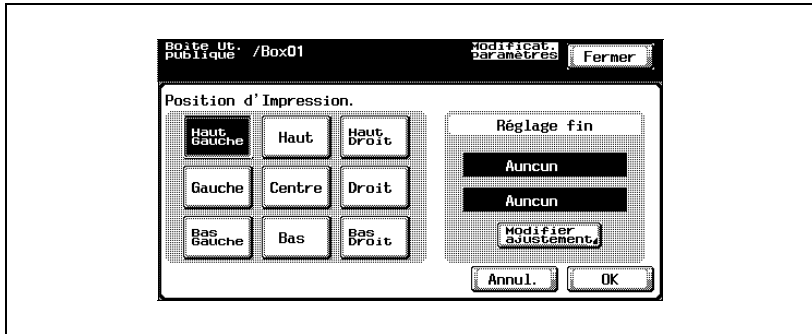 Boîte Ut. publique /Box01 Modificat. paramètres Fermer
Position d'Impression.
Haut Gauche Haut Haut Droit
Gauche Centre Droit
Bas Gauche Bas Bas Droit
Réglage fin
Auncun
Auncun
Modifier ajustement
Annul. OK